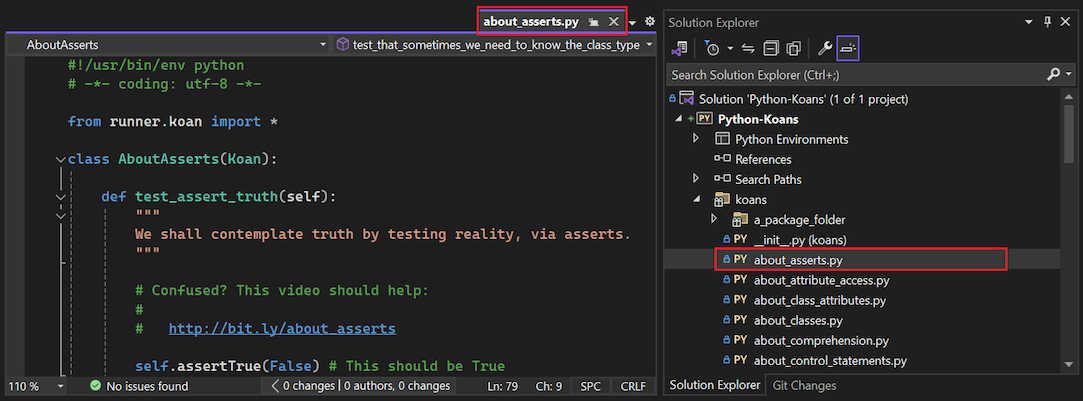 about_asserts.py
AboutAsserts
test_that_sometimes_we_need_to_know_the_class_type
#!/usr/bin/env python
# -*- coding: utf-8 -*-
from runner.koan import *
class AboutAsserts(Koan):
def test_assert_truth(self):
"""
We shall contemplate truth by testing reality, via asserts.
"""
# Confused? This video should help:
#
#   http://bit.ly/about_asserts
self.assertTrue(False) # This should be True
110 %
No issues found
0 changes | 0 authors, 0 changes
Ln: 79
Ch: 9
SPC
CRLF
Solution Explorer
Search Solution Explorer (Ctrl+;)
Solution 'Python-Koans' (1 of 1 project)
PY Python-Koans
Python Environments
References
Search Paths
koans
a_package_folder
PY __init__.py (koans)
PY about_asserts.py
PY about_attribute_access.py
PY about_class_attributes.py
PY about_classes.py
PY about_comprehension.py
PY about_control_statements.py
Solution Explorer
Git Changes